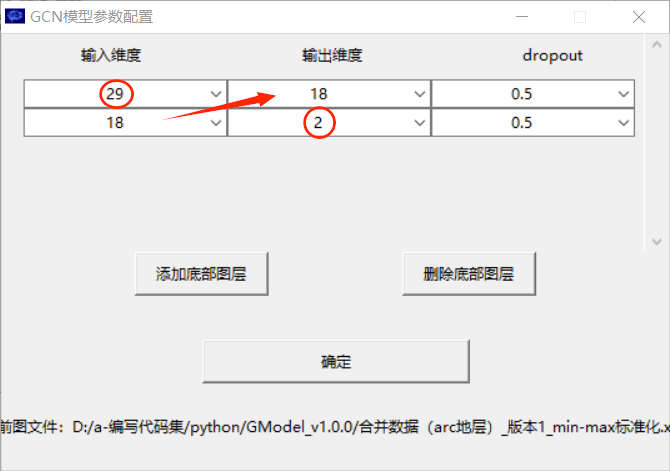 GCN模型参数配置
输入维度 输出维度 dropout
29 18 0.5
18 2 0.5
添加底部图层 删除底部图层
确定
前图文件：D:/a-编写代码集/python/GModel_v1.0.0/合并数据（arc地层）_版本1_min-max标准化.x